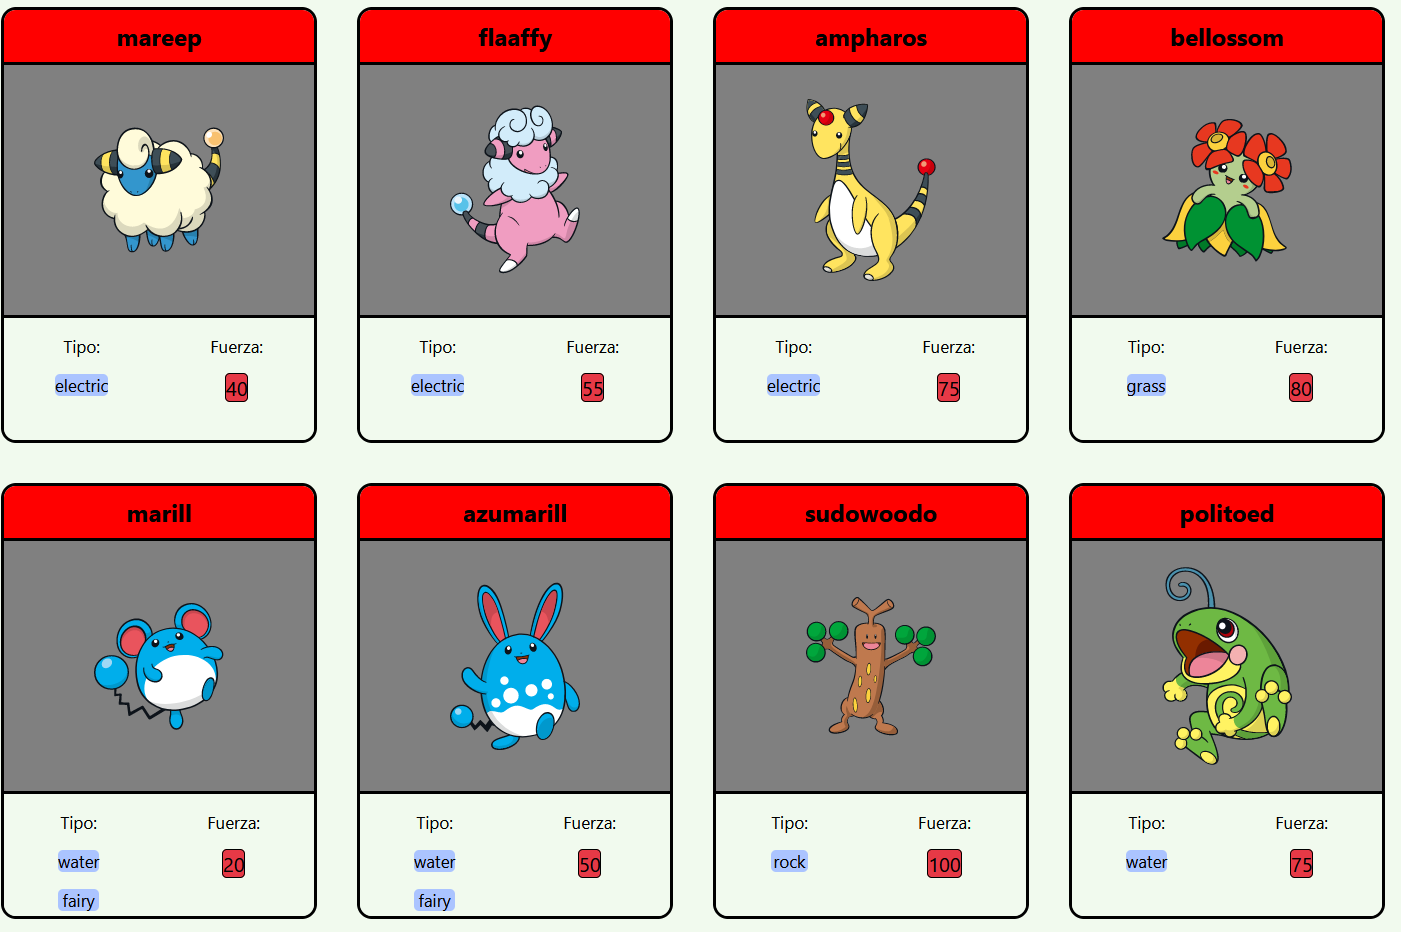 mareep
flaaffy
ampharos
bellossom
Tipo: Fuerza:
electric 40
Tipo: Fuerza:
electric 55
Tipo: Fuerza:
electric 75
Tipo: Fuerza:
grass 80
marill
azumarill
sudowoodo
politoed
Tipo: Fuerza:
water 20
fairy
Tipo: Fuerza:
water 50
fairy
Tipo: Fuerza:
rock 100
Tipo: Fuerza:
water 75